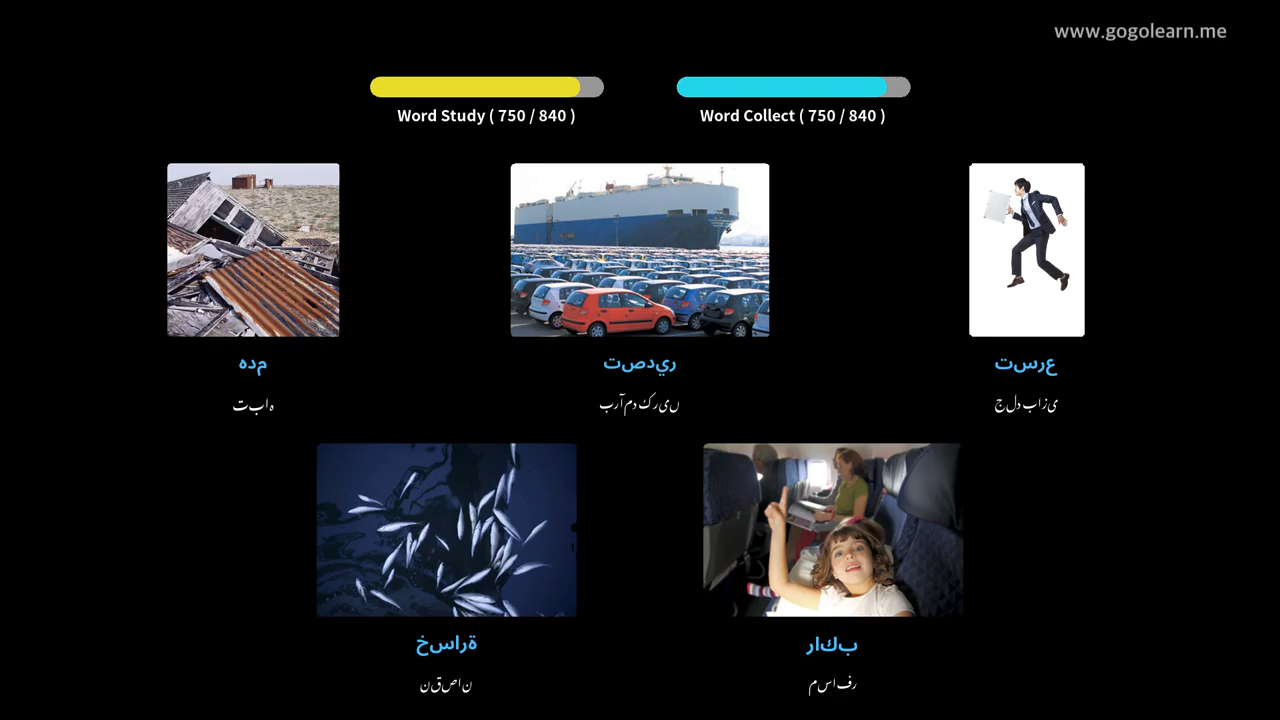 www.gogolearn.me
Word Study ( 750 / 840 )
Word Collect ( 750 / 840 )
مده
ريدصت
عرست
هابت
ںیرک دمآرب
یزاب دلج
ةراسخ
بكار
ناصقن
رفاسم